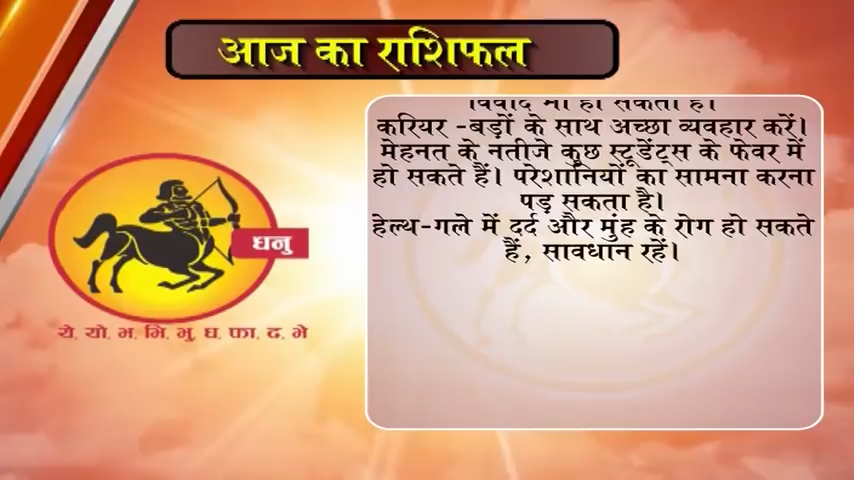 आज का राशिफल
विवाद भी हो सकता है।
करियर -बड़ों के साथ अच्छा व्यवहार करें।
मेहनत के नतीजे कुछ स्टूडेंट्स के फेवर में
हो सकते हैं। परेशानियों का सामना करना
पड़ सकता है।
हेल्थ-गले में दर्द और मुंह के रोग हो सकते
हैं, सावधान रहें।
धनु
ये, यो, भ, भि, भु, ध, फा, द, भे